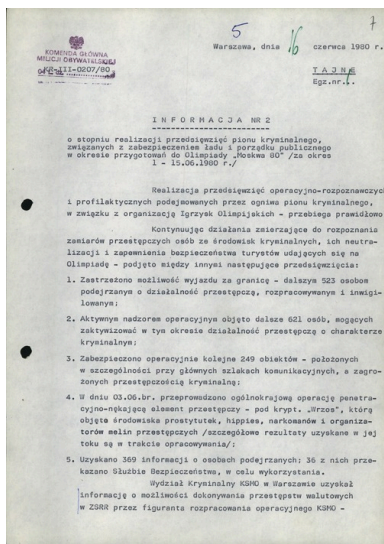 5
7
Warszawa, dnia 16 czerwca 1980 r.
KOMENDA GŁÓWNA
MILICJI OBYWATELSKIEJ
III-0207/80
T A J N E
Egz.nr.
I N F O R M A C J A NR 2
o stopniu realizacji przedsięwzięć pionu kryminalnego,
związanych z zabezpieczeniem ładu i porządku publicznego
w okresie przygotowań do Olimpiady „Moskwa 80" /za okres
1 - 15.06.1980 r./
Realizacja przedsięwzięć operacyjno-rozpoznawczych
i profilaktycznych podejmowanych przez ogniwa pionu kryminalnego,
w związku z organizacją Igrzysk Olimpijskich - przebiega prawidłowo
Kontynuując działania zmierzające do rozpoznania
zamiarów przestępczych osób ze środowisk kryminalnych, ich neutra-
lizacji i zapewnienia bezpieczeństwa turystów udających się na
Olimpiadę - podjęto między innymi następujące przedsięwzięcia:
1. Zastrzeżono możliwość wyjazdu za granicę - dalszym 523 osobom
podejrzanym o działalność przestępczą, rozpracowywanym i inwigi-
lowanym;
2. Aktywnym nadzorem operacyjnym objęto dalsze 621 osób, mogących
zaktywizować w tym okresie działalność przestępczą o charakterze
kryminalnym;
3. Zabezpieczono operacyjnie kolejne 249 obiektów - położonych
w szczególności przy głównych szlakach komunikacyjnych, a zagro-
żonych przestępczością kryminalną;
4. W dniu 03.06.br. przeprowadzono ogólnokrajową operację penetra-
cyjno-nękającą element przestępczy - pod krypt. „Wrzos", którą
objęto środowiska prostytutek, hippies, narkomanów i organiza-
torów melin przestępczych /szczegółowe rezultaty uzyskane w jej
toku są w trakcie opracowywania/;
5. Uzyskano 369 informacji o osobach podejrzanych; 36 z nich prze-
kazano Służbie Bezpieczeństwa, w celu wykorzystania.
Wydział Kryminalny KSMO w Warszawie uzyskał
informację o możliwości dokonywania przestępstw walutowych
w ZSRR przez figuranta rozpracowania operacyjnego KSMO -